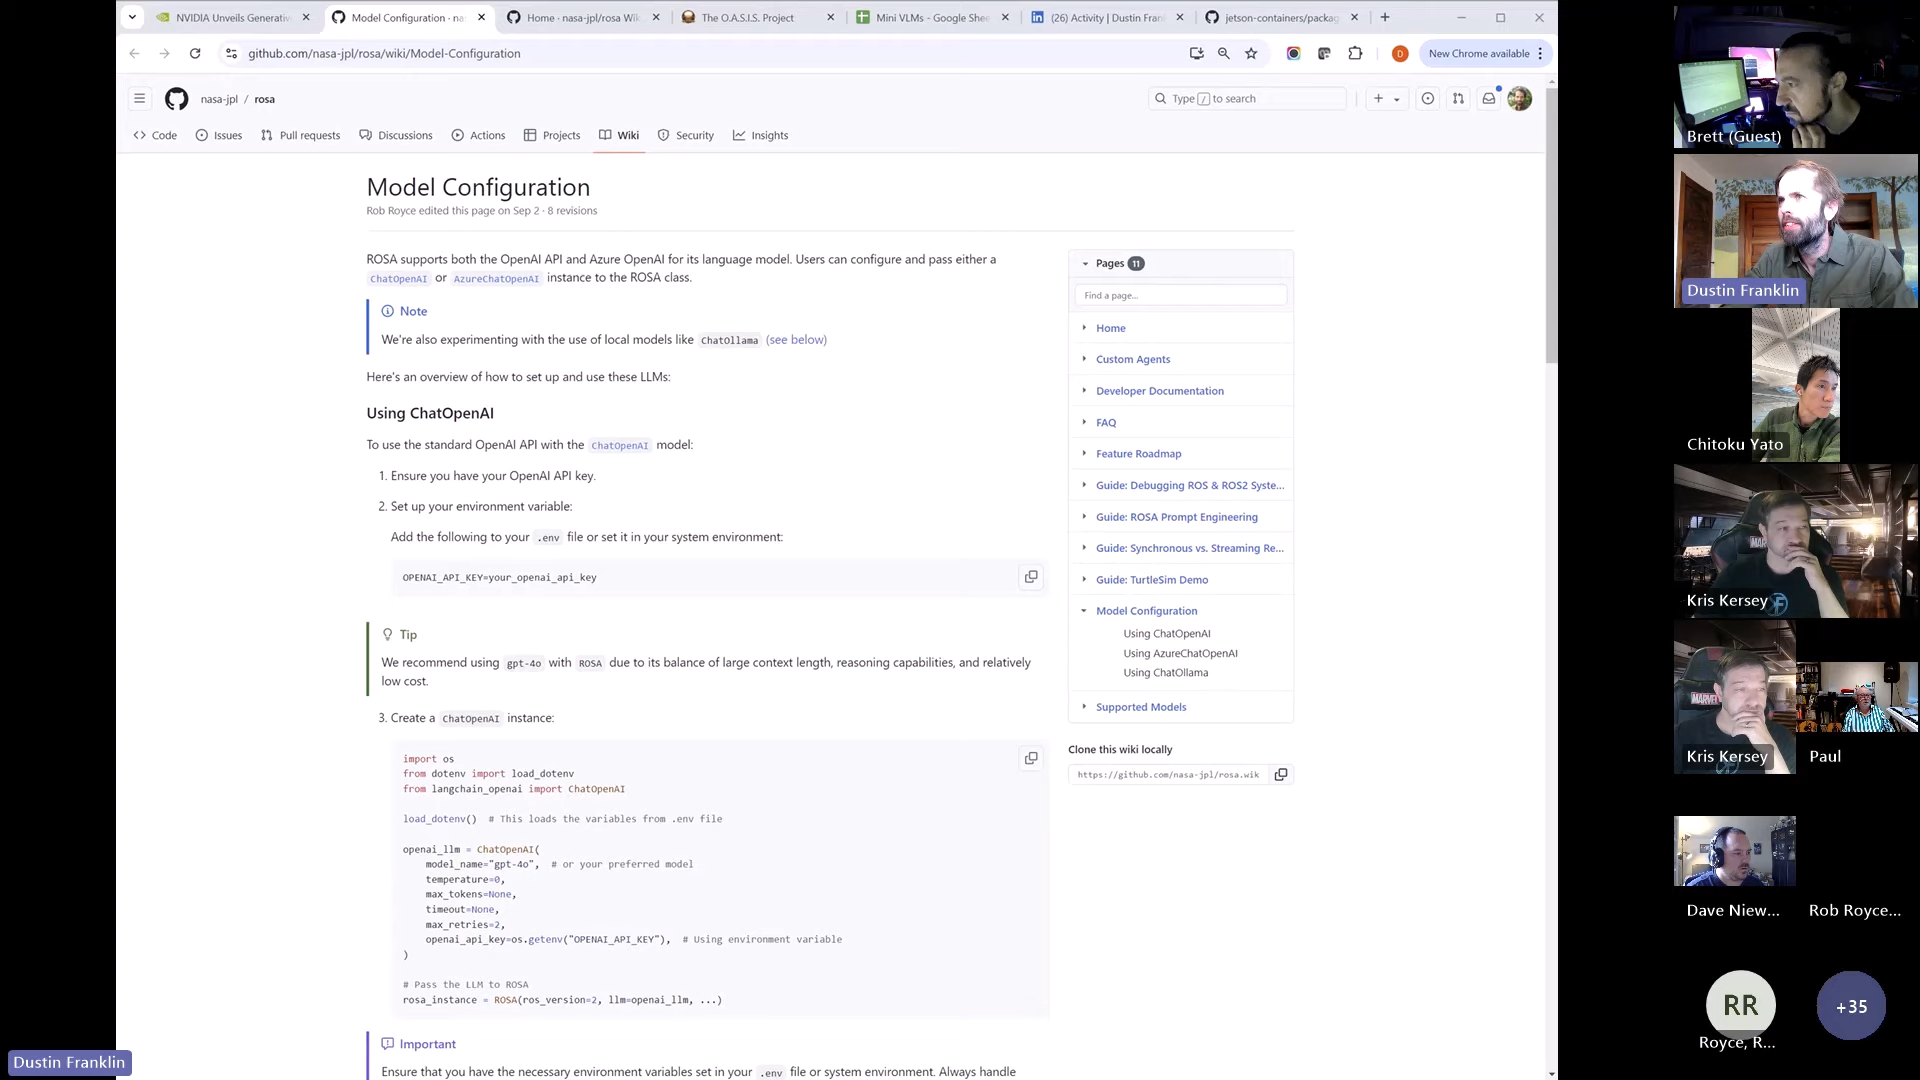 NVIDIA Unveils Generativ
Model Configuration · na
Home · nasa-jpl/rosa Wik
The O.A.S.I.S. Project
Mini VLMs - Google She
(26) Activity | Dustin Fran
jetson-containers/packag
github.com/nasa-jpl/rosa/wiki/Model-Configuration
New Chrome available
nasa-jpl / rosa
Type / to search
Code
Issues
Pull requests
Discussions
Actions
Projects
Wiki
Security
Insights
Model Configuration
Rob Royce edited this page on Sep 2 · 8 revisions
ROSA supports both the OpenAI API and Azure OpenAI for its language model. Users can configure and pass either a
ChatOpenAI or AzureChatOpenAI instance to the ROSA class.
Note
We're also experimenting with the use of local models like ChatOllama (see below)
Here's an overview of how to set up and use these LLMs:
Using ChatOpenAI
To use the standard OpenAI API with the ChatOpenAI model:
1. Ensure you have your OpenAI API key.
2. Set up your environment variable:
Add the following to your .env file or set it in your system environment:
OPENAI_API_KEY=your_openai_api_key
Tip
We recommend using gpt-4o with ROSA due to its balance of large context length, reasoning capabilities, and relatively
low cost.
3. Create a ChatOpenAI instance:
import os
from dotenv import load_dotenv
from langchain_openai import ChatOpenAI
load_dotenv()  # This loads the variables from .env file
openai_llm = ChatOpenAI(
model_name="gpt-4o",  # or your preferred model
temperature=0,
max_tokens=None,
timeout=None,
max_retries=2,
openai_api_key=os.getenv("OPENAI_API_KEY"),  # Using environment variable
)
# Pass the LLM to ROSA
rosa_instance = ROSA(ros_version=2, llm=openai_llm, ...)
Important
Ensure that you have the necessary environment variables set in your .env file or system environment. Always handle
Pages 11
Find a page...
Home
Custom Agents
Developer Documentation
FAQ
Feature Roadmap
Guide: Debugging ROS & ROS2 Syste...
Guide: ROSA Prompt Engineering
Guide: Synchronous vs. Streaming Re...
Guide: TurtleSim Demo
Model Configuration
Using ChatOpenAI
Using AzureChatOpenAI
Using ChatOllama
Supported Models
Clone this wiki locally
https://github.com/nasa-jpl/rosa.wik
Brett (Guest)
Dustin Franklin
Chitoku Yato
Kris Kersey
Kris Kersey
Paul
Dave Niew...
Rob Royce...
RR
+35
Royce, R...
Dustin Franklin